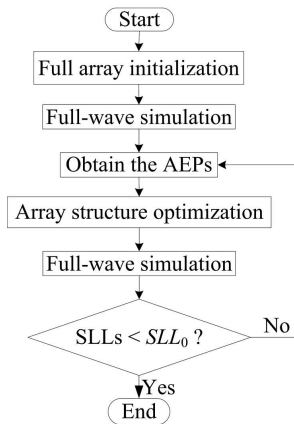 Start
Full array initialization
Full-wave simulation
Obtain the AEPs
Array structure optimization
Full-wave simulation
SLLs < SLL₀ ?
No
Yes
End